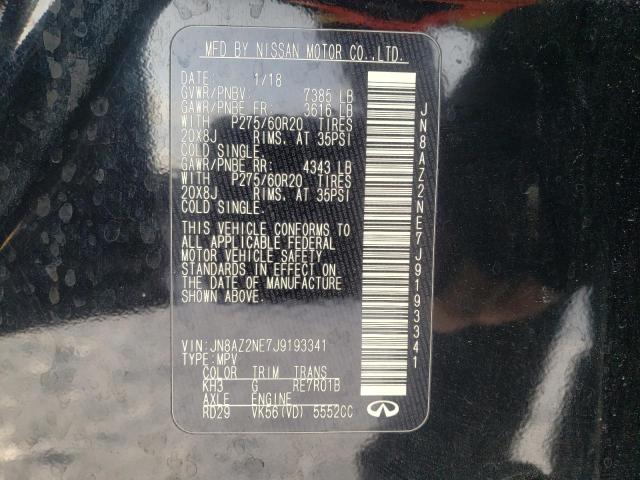 MFD BY NISSAN MOTOR CO.,LTD.
DATE: 1/18
GVWR/PNBV: 7385 LB
GAWR/PNBE FR: 3616 LB
WITH P275/60R20 TIRES
20X8J RIMS, AT 35PSI
COLD SINGLE.
GAWR/PNBE RR: 4343 LB
WITH P275/60R20 TIRES
20X8J RIMS, AT 35PSI
COLD SINGLE.
THIS VEHICLE CONFORMS TO
ALL APPLICABLE FEDERAL
MOTOR VEHICLE SAFETY
STANDARDS IN EFFECT ON
THE DATE OF MANUFACTURE
SHOWN ABOVE.
VIN: JN8AZ2NE7J9193341
TYPE: MPV
COLOR TRIM TRANS
KH3 G RE7R01B
AXLE ENGINE
RD29 VK56(VD) 5552CC
JN8AZ2NE7J9193341